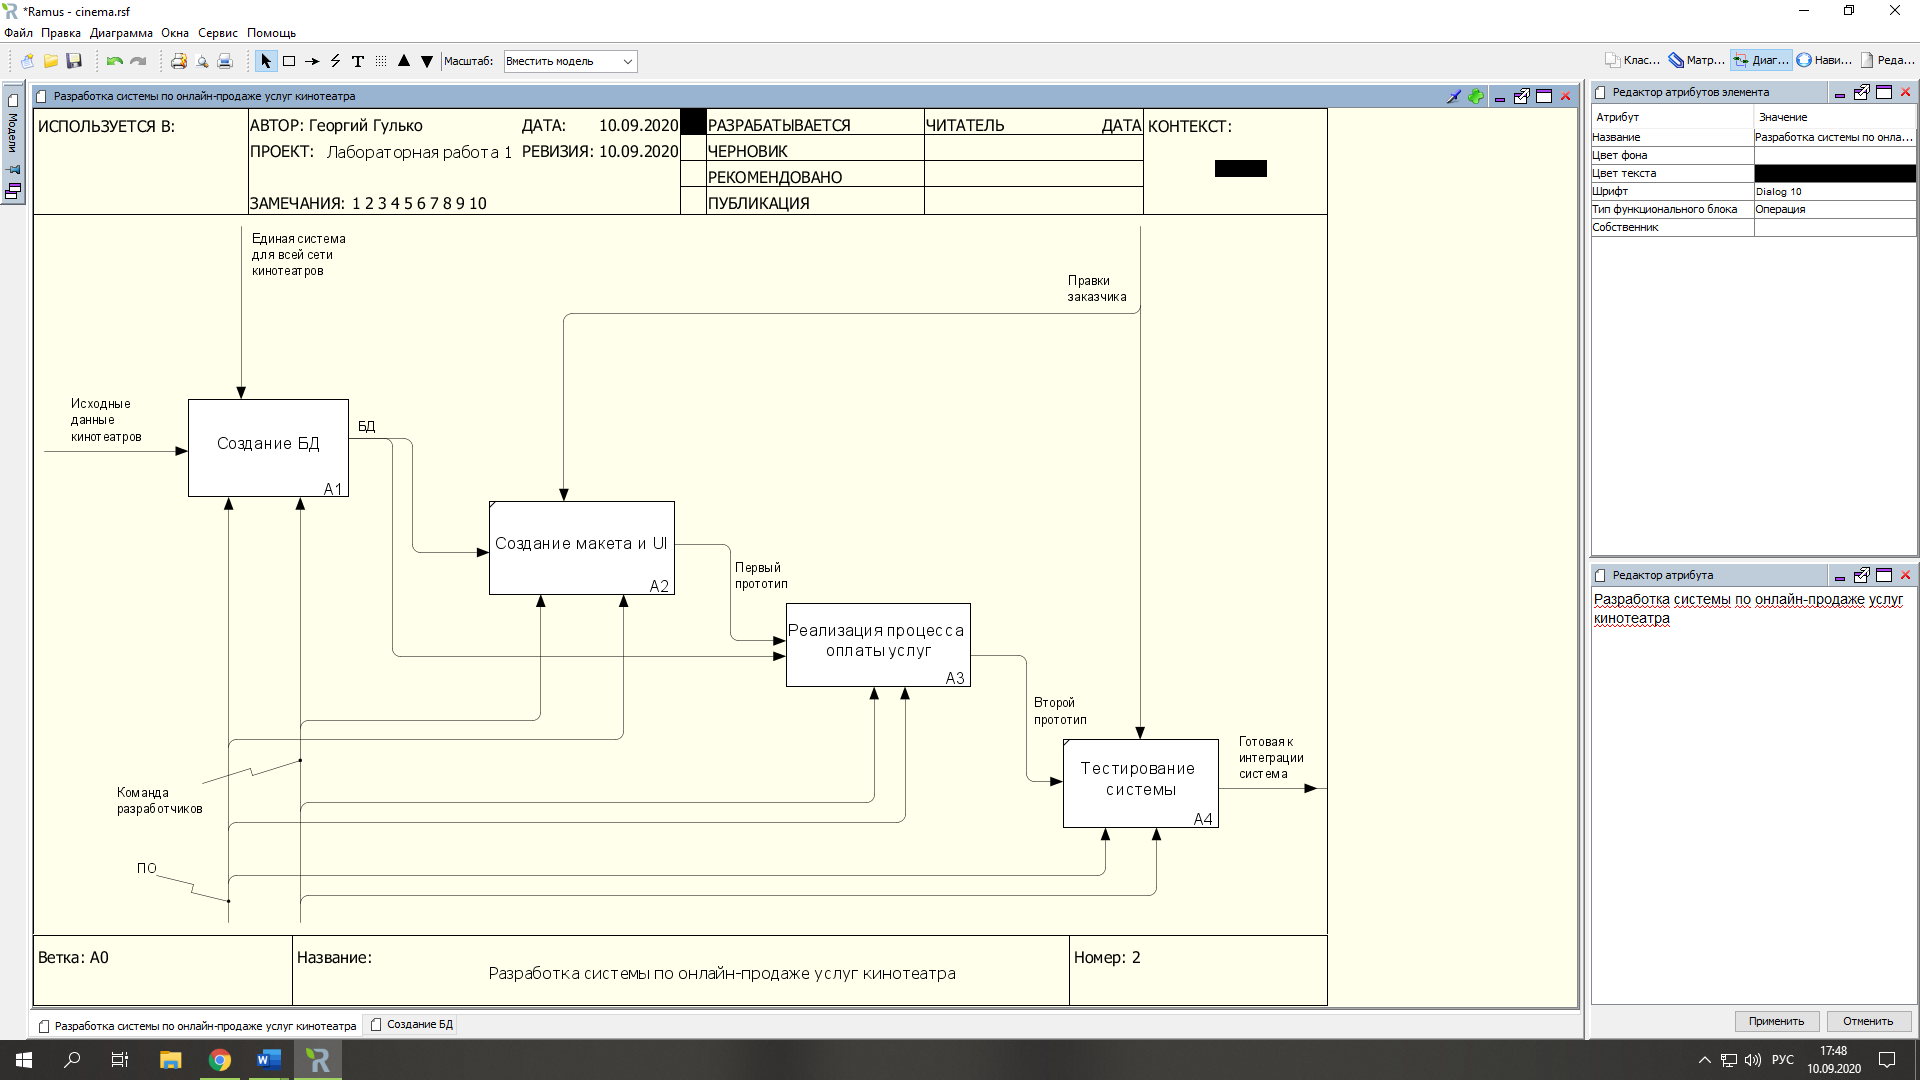 *Ramus - cinema.rsf
Файл Правка Диаграмма Окна Сервис Помощь
Масштаб: Вместить модель
Клас... Матр... Диаг... Нави... Реда...
Модели
Разработка системы по онлайн-продаже услуг кинотеатра
ИСПОЛЬЗУЕТСЯ В:
АВТОР: Георгий Гулько
ДАТА: 10.09.2020
ПРОЕКТ: Лабораторная работа 1
РЕВИЗИЯ: 10.09.2020
ЗАМЕЧАНИЯ: 1 2 3 4 5 6 7 8 9 10
РАЗРАБАТЫВАЕТСЯ
ЧЕРНОВИК
РЕКОМЕНДОВАНО
ПУБЛИКАЦИЯ
ЧИТАТЕЛЬ
ДАТА
КОНТЕКСТ:
Единая система
для всей сети
кинотеатров
Правки
заказчика
Исходные
данные
кинотеатров
Создание БД
A1
БД
Создание макета и UI
A2
Первый
прототип
Реализация процесса
оплаты услуг
A3
Второй
прототип
Тестирование
системы
A4
Готовая к
интеграции
система
Команда
разработчиков
ПО
Ветка: A0
Название:
Разработка системы по онлайн-продаже услуг кинотеатра
Номер: 2
Разработка системы по онлайн-продаже услуг кинотеатра
Создание БД
Редактор атрибутов элемента
Атрибут Значение
Название Разработка системы по онла...
Цвет фона
Цвет текста
Шрифт Dialog 10
Тип функционального блока Операция
Собственник
Редактор атрибута
Разработка системы по онлайн-продаже услуг
кинотеатра
Применить Отменить
РУС
17:48
10.09.2020